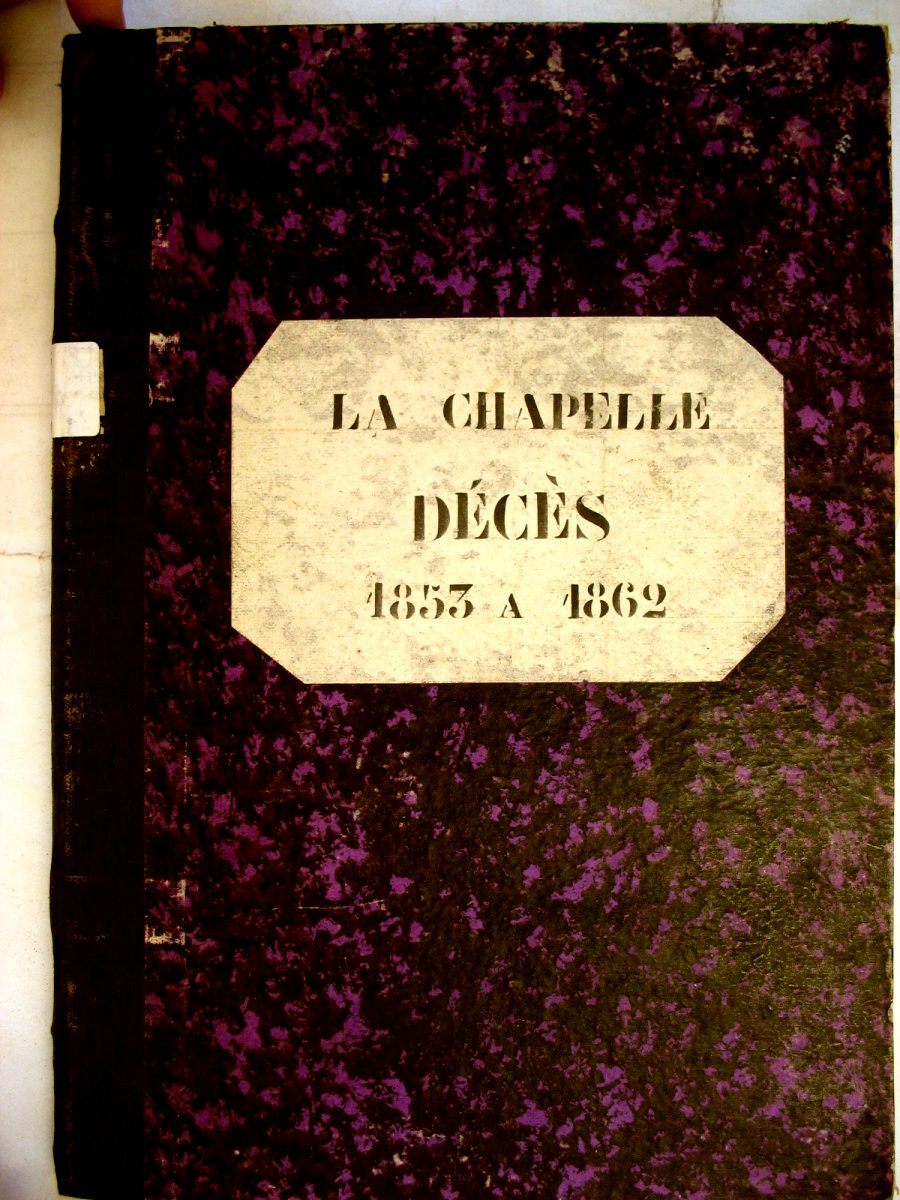 LA CHAPELLE
DÉCÈS
1853 A 1862